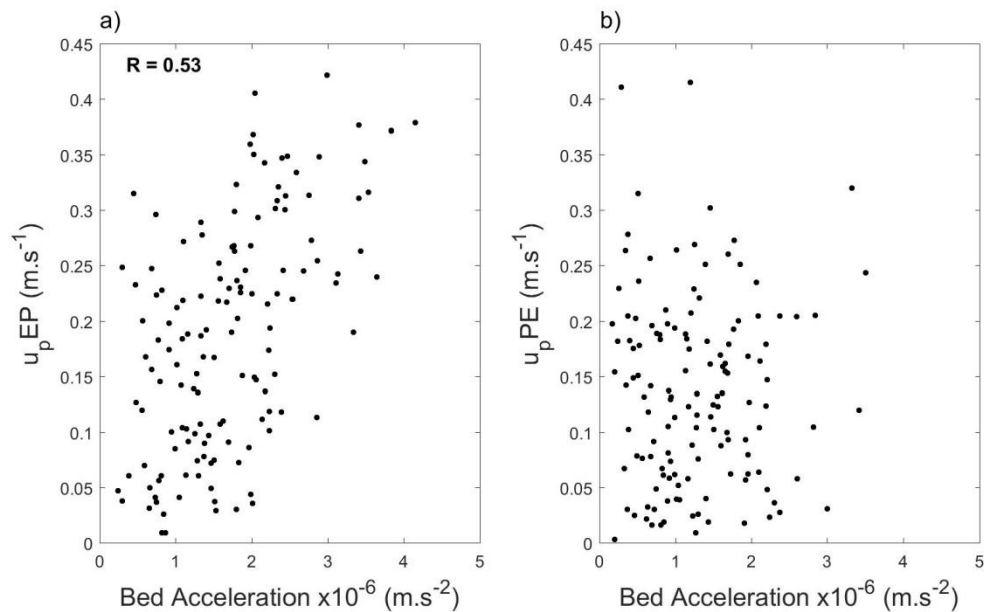 a)
b)
R = 0.53
0.45
0.4
0.35
0.3
0.25
0.2
0.15
0.1
0.05
0
u_pEP (m.s⁻¹)
0 1 2 3 4 5
Bed Acceleration x10⁻⁶ (m.s⁻²)
0.45
0.4
0.35
0.3
0.25
0.2
0.15
0.1
0.05
0
u_pPE (m.s⁻¹)
0 1 2 3 4 5
Bed Acceleration x10⁻⁶ (m.s⁻²)